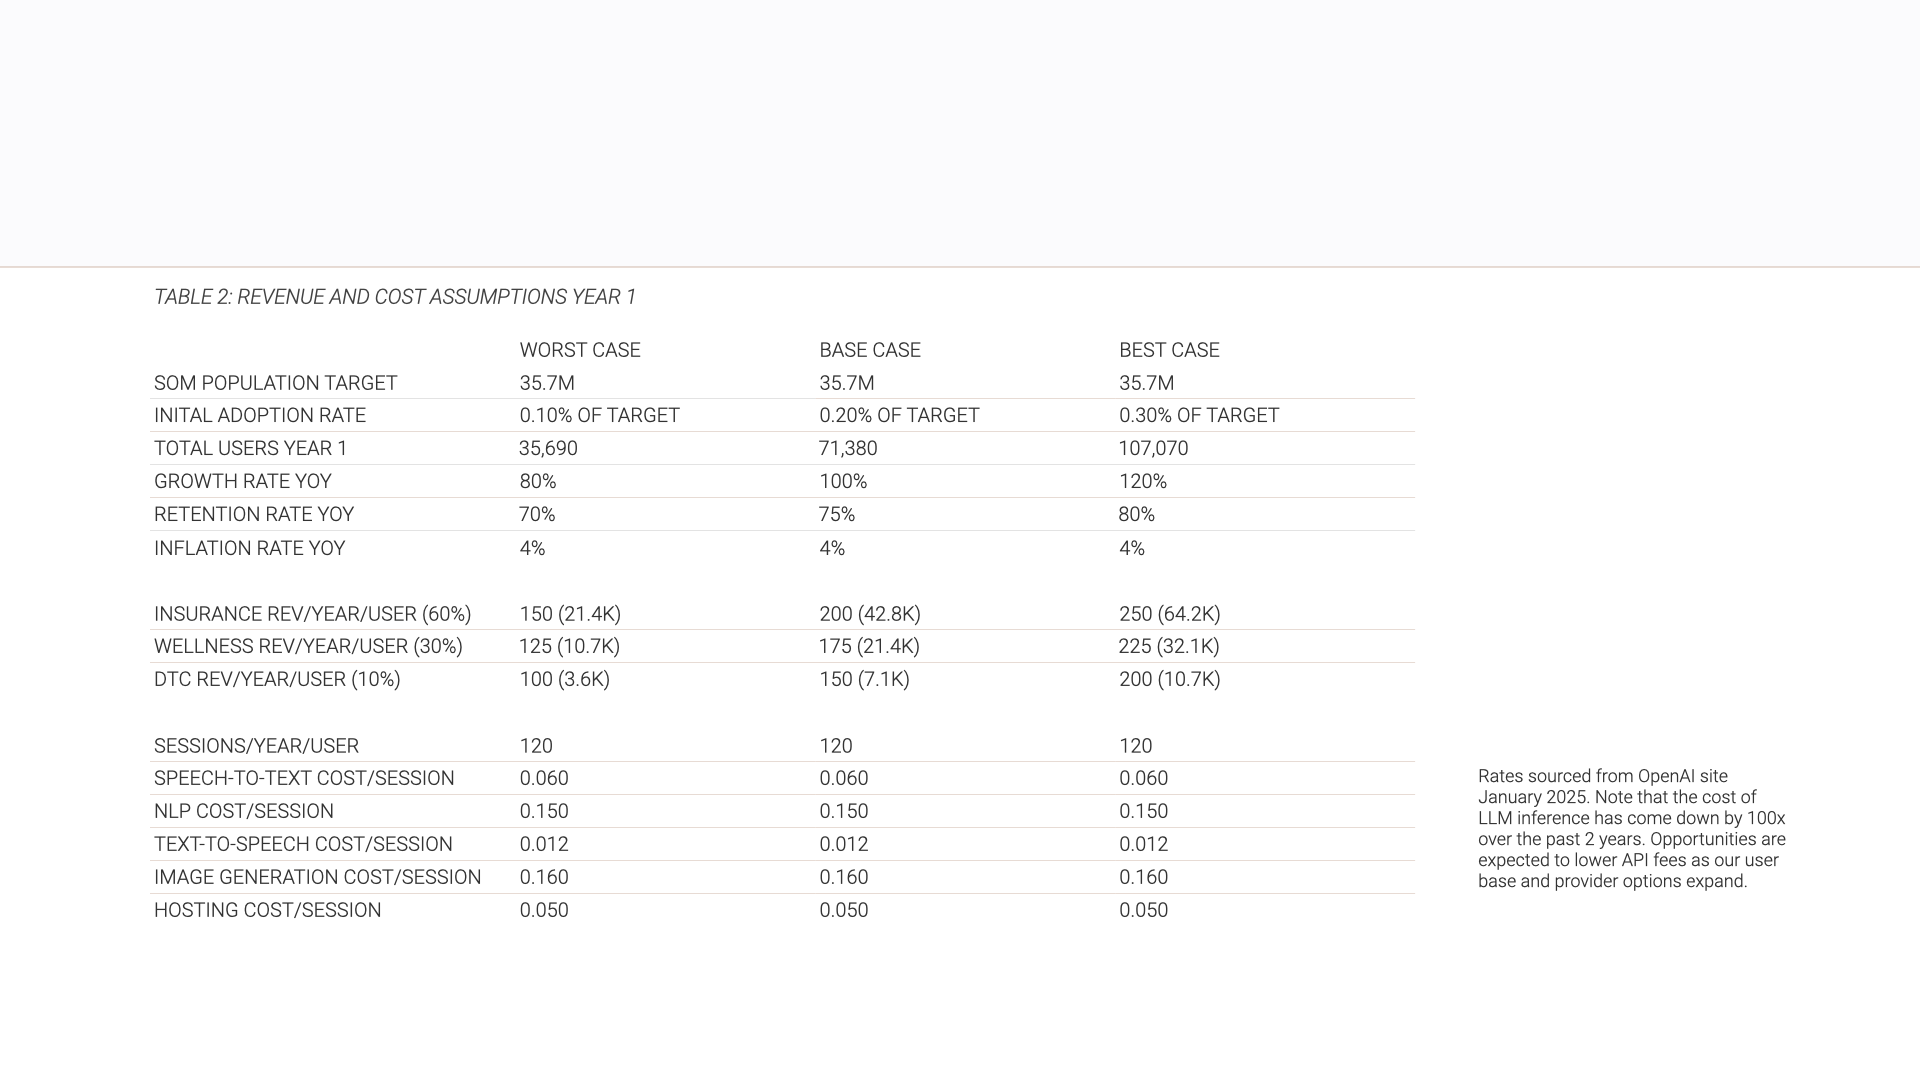 TABLE 2: REVENUE AND COST ASSUMPTIONS YEAR 1
WORST CASE BASE CASE BEST CASE
SOM POPULATION TARGET 35.7M 35.7M 35.7M
INITAL ADOPTION RATE 0.10% OF TARGET 0.20% OF TARGET 0.30% OF TARGET
TOTAL USERS YEAR 1 35,690 71,380 107,070
GROWTH RATE YOY 80% 100% 120%
RETENTION RATE YOY 70% 75% 80%
INFLATION RATE YOY 4% 4% 4%
INSURANCE REV/YEAR/USER (60%) 150 (21.4K) 200 (42.8K) 250 (64.2K)
WELLNESS REV/YEAR/USER (30%) 125 (10.7K) 175 (21.4K) 225 (32.1K)
DTC REV/YEAR/USER (10%) 100 (3.6K) 150 (7.1K) 200 (10.7K)
SESSIONS/YEAR/USER 120 120 120
SPEECH-TO-TEXT COST/SESSION 0.060 0.060 0.060
NLP COST/SESSION 0.150 0.150 0.150
TEXT-TO-SPEECH COST/SESSION 0.012 0.012 0.012
IMAGE GENERATION COST/SESSION 0.160 0.160 0.160
HOSTING COST/SESSION 0.050 0.050 0.050
Rates sourced from OpenAI site
January 2025. Note that the cost of
LLM inference has come down by 100x
over the past 2 years. Opportunities are
expected to lower API fees as our user
base and provider options expand.